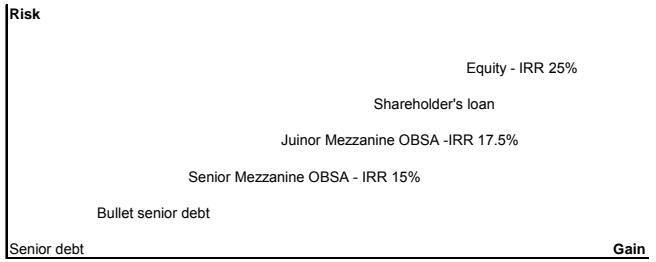 Risk
Equity - IRR 25%
Shareholder's loan
Juinor Mezzanine OBSA -IRR 17.5%
Senior Mezzanine OBSA - IRR 15%
Bullet senior debt
Senior debt
Gain